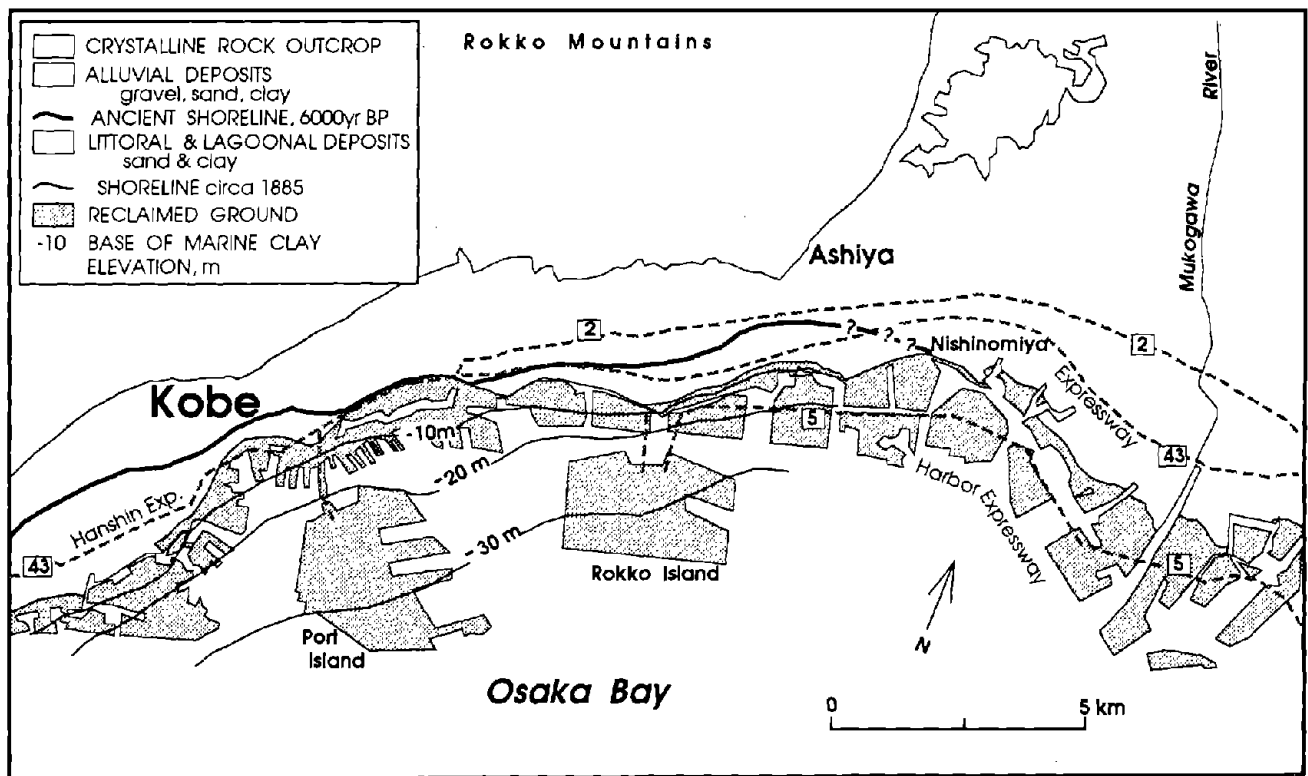 CRYSTALLINE ROCK OUTCROP
ALLUVIAL DEPOSITS
gravel, sand, clay
ANCIENT SHORELINE, 6000yr BP
LITTORAL & LAGOONAL DEPOSITS
sand & clay
SHORELINE circa 1885
RECLAIMED GROUND
-10 BASE OF MARINE CLAY
ELEVATION, m
Rokko Mountains
River
Mukogawa
Ashiya
2
?
?
?
Nishinomiya
2
Kobe
Expressway
5
-10m
43
-20 m
Harbor Expressway
Hanshin Exp.
-30 m
43
5
Rokko Island
Port
Island
N
Osaka Bay
0
5 km